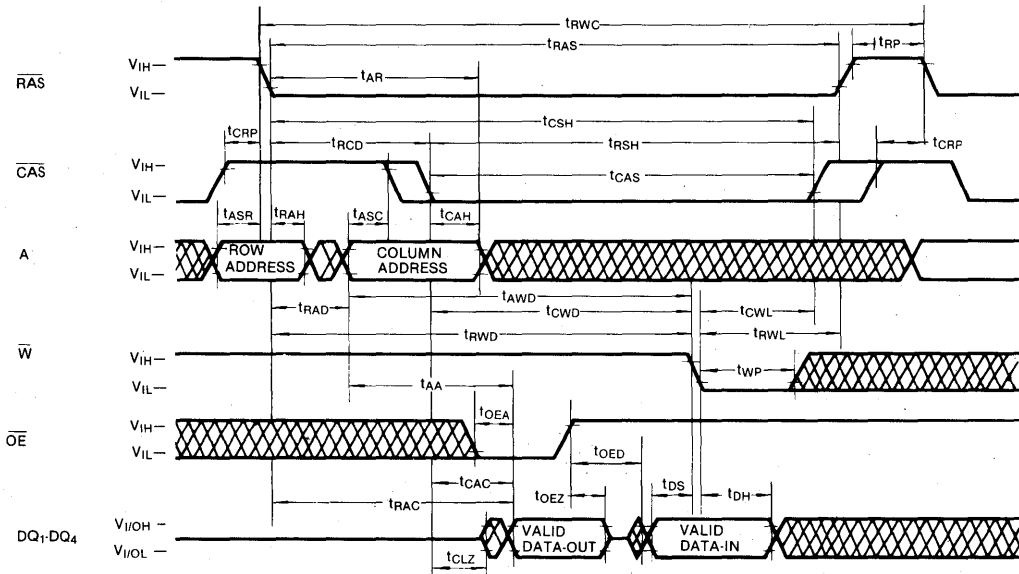 tRWC
tRAS
tRP
tAR
RAS
VIH
VIL
tCSH
tCRP
tRCD
tRSH
tCRP
CAS
VIH
VIL
tCAS
tASR
tRAH
tASC
tCAH
A
VIH
VIL
ROW
ADDRESS
COLUMN
ADDRESS
tAWD
tRAD
tCWD
tCWL
tRWD
tRWL
W
VIH
VIL
tWP
tAA
tOEA
OE
VIH
VIL
tOED
tCAC
tRAC
tOEZ
tDS
tDH
DQ1-DQ4
VI/OH
VI/OL
VALID
DATA-OUT
VALID
DATA-IN
tCLZ